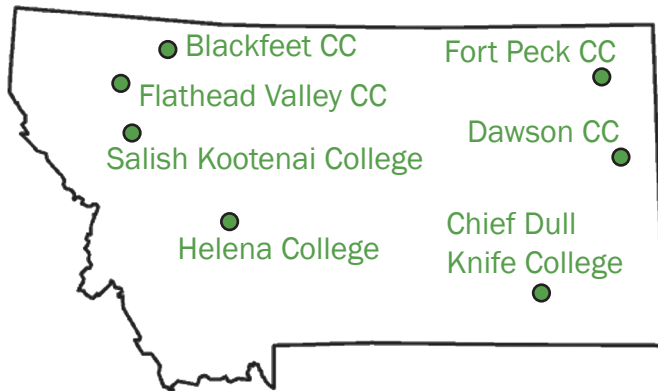 Blackfeet CC
Fort Peck CC
Flathead Valley CC
Dawson CC
Salish Kootenai College
Chief Dull
Knife College
Helena College